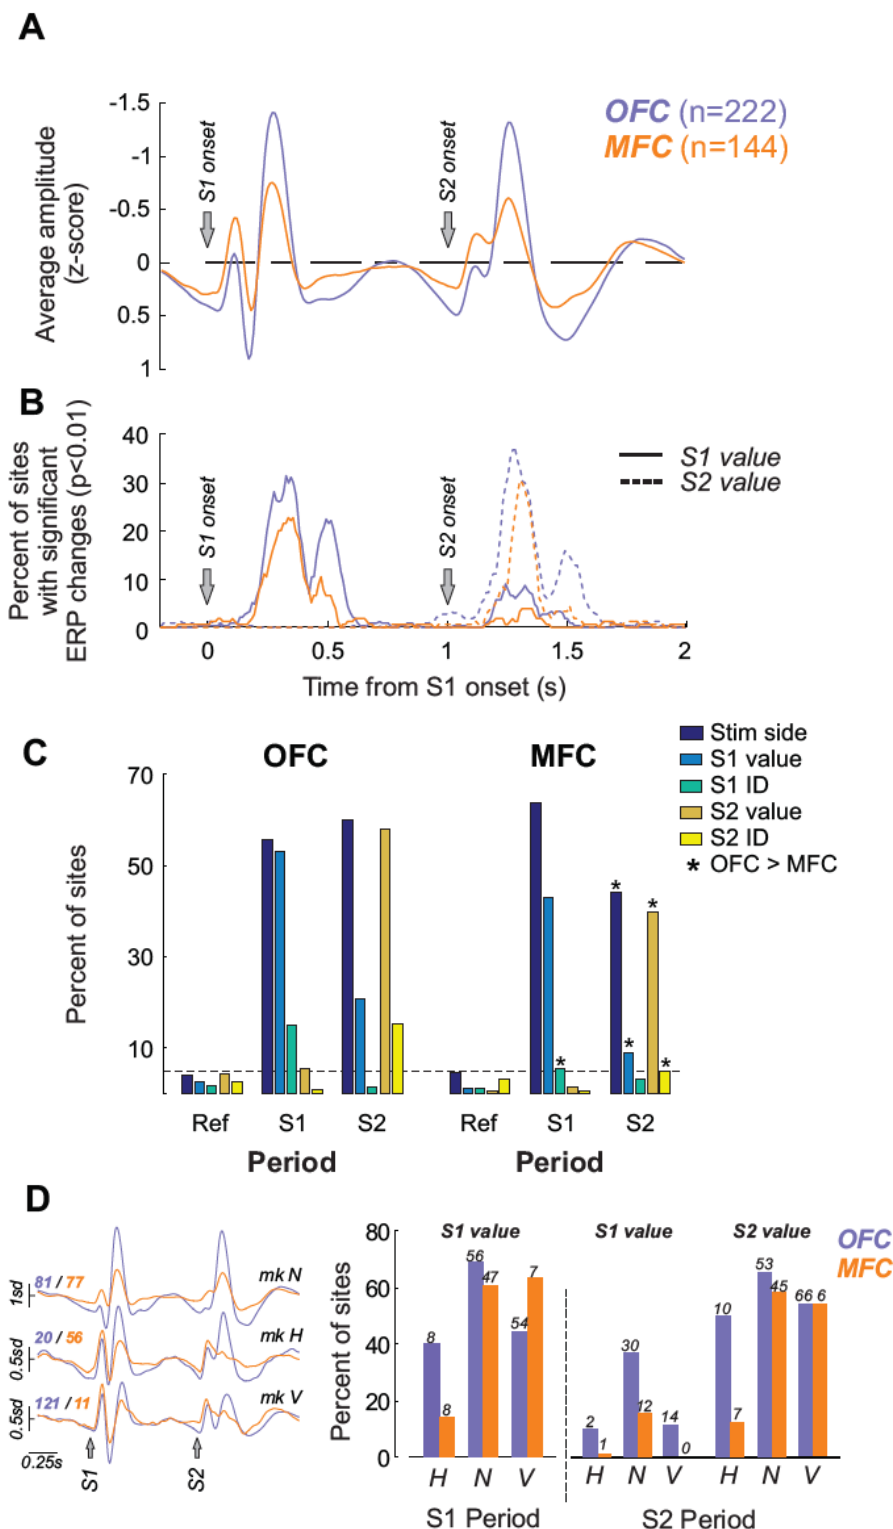 A
OFC (n=222)
MFC (n=144)
Average amplitude
(z-score)
-1.5
-1
-0.5
0
0.5
1
S1 onset
S2 onset
B
Percent of sites
with significant
ERP changes (p<0.01)
40
30
20
10
0
S1 onset
S2 onset
S1 value
S2 value
0 0.5 1 1.5 2
Time from S1 onset (s)
C
OFC
MFC
Stim side
S1 value
S1 ID
S2 value
S2 ID
* OFC > MFC
Percent of sites
70
50
30
10
*
*
*
*
*
Ref S1 S2
Ref S1 S2
Period
Period
D
81 / 77
mk N
1sd
20 / 56
mk H
0.5sd
121 / 11
mk V
0.5sd
0.25s
S1
S2
Percent of sites
80
60
40
20
0
S1 value
S1 value
S2 value
OFC
MFC
8 8 56 47 54 7
2 1 30 12 14 0
10 7 53 45 66 6
H N V
H N V
H N V
S1 Period
S2 Period